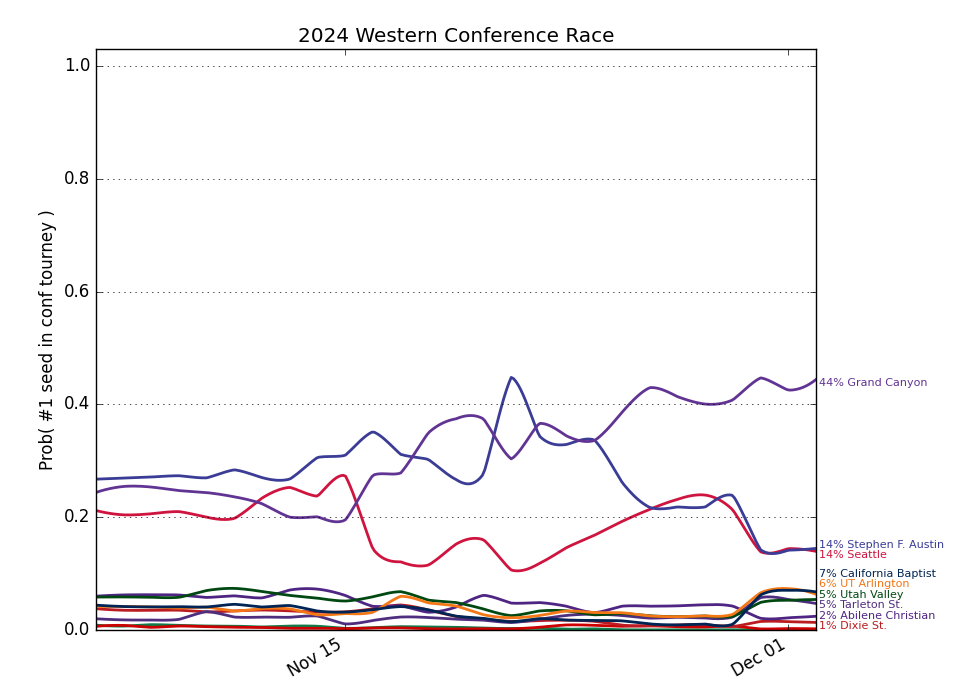 2024 Western Conference Race
Prob( #1 seed in conf tourney )
1.0
0.8
0.6
0.4
0.2
0.0
Nov 15
Dec 01
44% Grand Canyon
14% Stephen F. Austin
14% Seattle
7% California Baptist
6% UT Arlington
5% Utah Valley
5% Tarleton St.
2% Abilene Christian
1% Dixie St.